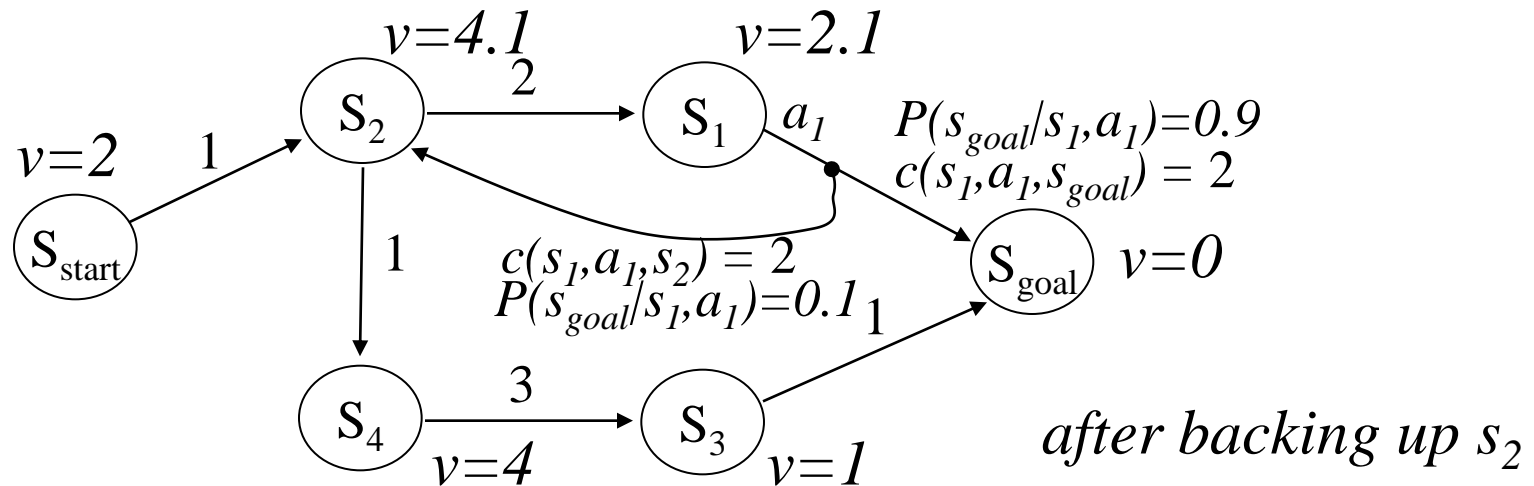 v=4.1
v=2.1
2
S2
S1
a1
P(sgoal/s1,a1)=0.9
c(s1,a1,sgoal) = 2
v=2
1
Sstart
1
c(s1,a1,s2) = 2
P(sgoal/s1,a1)=0.1
Sgoal
v=0
1
3
S4
S3
v=4
v=1
after backing up s2